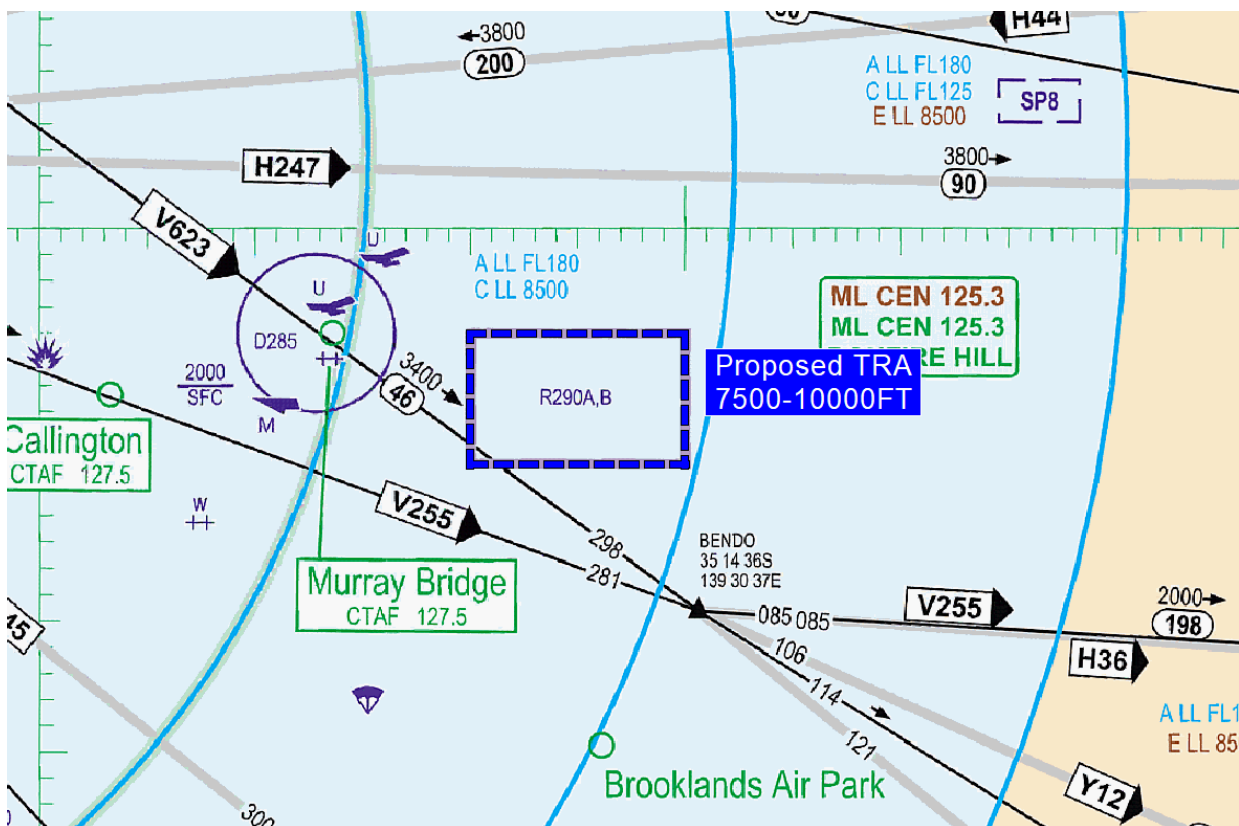 H44
3800
200
A LL FL180
C LL FL125
E LL 8500
SP8
3800
90
H247
V623
U
U
A LL FL180
C LL 8500
D285
ML CEN 125.3
ML CEN 125.3
HILL
2000
SFC
M
3400
46
R290A,B
Proposed TRA
7500-10000FT
Callington
CTAF 127.5
W
V255
298
281
BENDO
35 14 36S
139 30 37E
Murray Bridge
CTAF 127.5
085 085
V255
2000
198
H36
106
114
121
45
A LL FL1
E LL 85
Brooklands Air Park
Y12
300